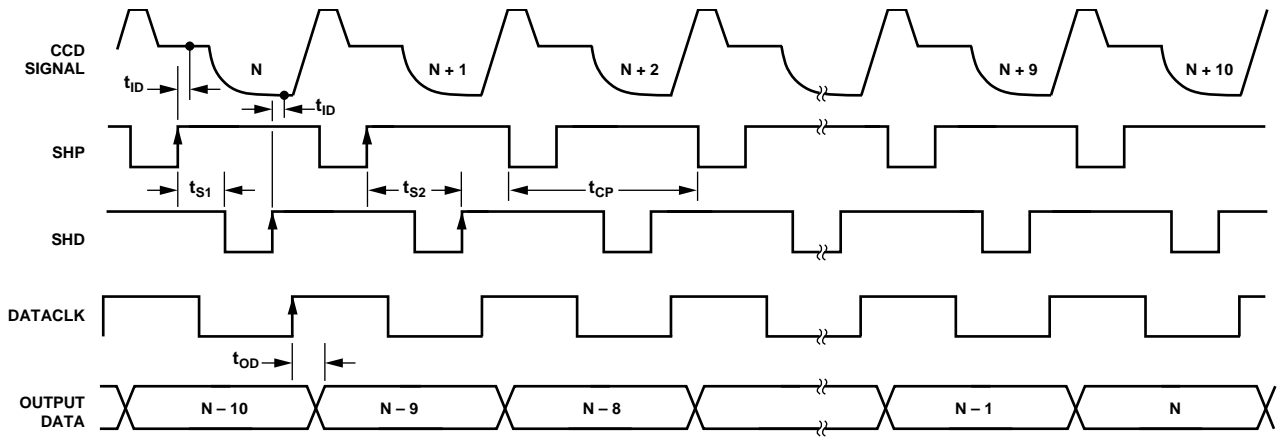 CCD
SIGNAL
N
N + 1
N + 2
N + 9
N + 10
tID
tID
SHP
tS1
tS2
tCP
SHD
DATACLK
tOD
OUTPUT
DATA
N – 10
N – 9
N – 8
N – 1
N